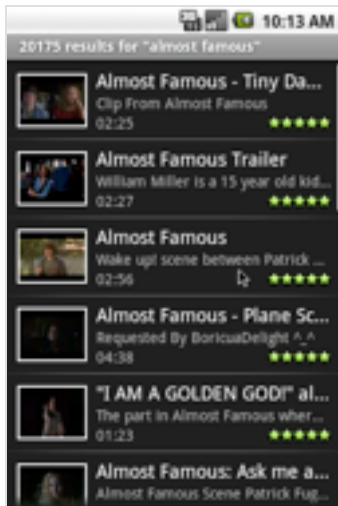 10:13 AM
20175 results for "almost famous"
Almost Famous - Tiny Da...
Clip From Almost Famous
02:25
Almost Famous Trailer
William Miller is a 15 year old kid...
02:27
Almost Famous
Wake up! scene between Patrick ...
02:56
Almost Famous - Plane Sc...
Requested By BoricuaDelight ^_^
04:38
"I AM A GOLDEN GOD!" al...
The part in Almost Famous wher...
01:23
Almost Famous: Ask me a...
Almost Famous Scene Patrick Fug...